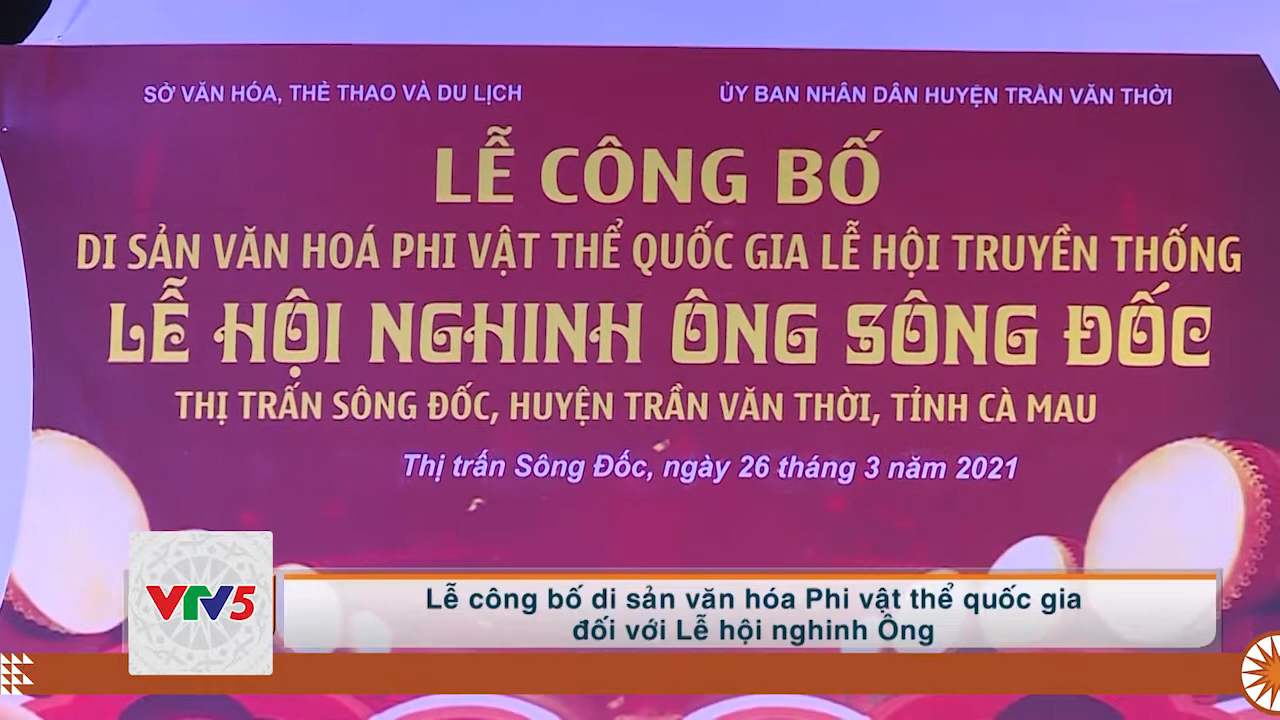 SỞ VĂN HÓA, THỂ THAO VÀ DU LỊCH
ỦY BAN NHÂN DÂN HUYỆN TRẦN VĂN THỜI
LỄ CÔNG BỐ
DI SẢN VĂN HOÁ PHI VẬT THỂ QUỐC GIA LỄ HỘI TRUYỀN THỐNG
LỄ HỘI NGHINH ÔNG SÔNG ĐỐC
THỊ TRẤN SÔNG ĐỐC, HUYỆN TRẦN VĂN THỜI, TỈNH CÀ MAU
Thị trấn Sông Đốc, ngày 26 tháng 3 năm 2021
VTV5
Lễ công bố di sản văn hóa Phi vật thể quốc gia
đối với Lễ hội nghinh Ông